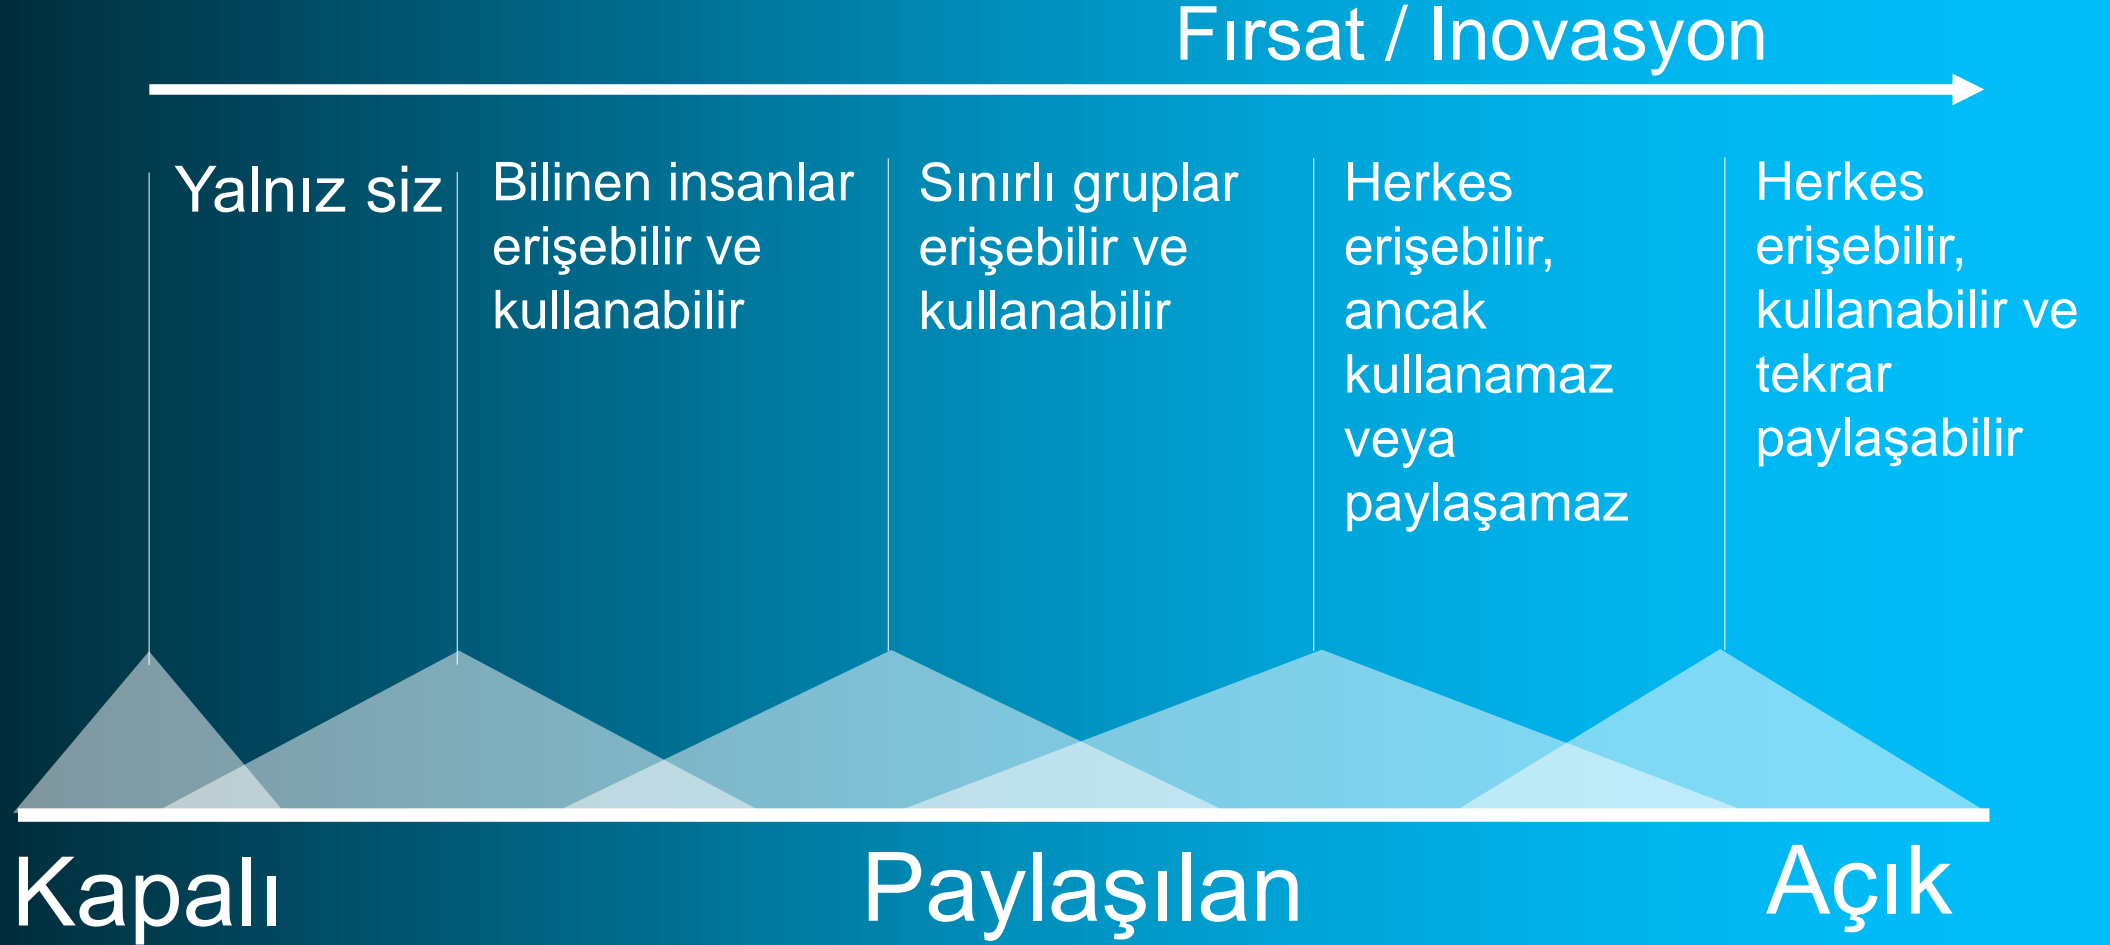 Fırsat / Inovasyon
Yalnız siz
Bilinen insanlar
erişebilir ve
kullanabilir
Sınırlı gruplar
erişebilir ve
kullanabilir
Herkes
erişebilir,
ancak
kullanamaz
veya
paylaşamaz
Herkes
erişebilir,
kullanabilir ve
tekrar
paylaşabilir
Kapalı
Paylaşılan
Açık